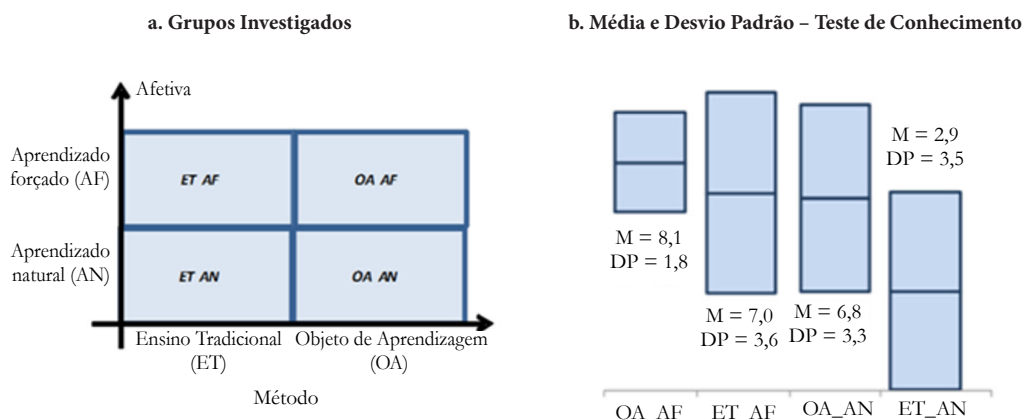 a. Grupos Investigados
Afetiva
Aprendizado
forçado (AF)
ET AF
OA AF
Aprendizado
natural (AN)
ET AN
OA AN
Ensino Tradicional
(ET)
Objeto de Aprendizagem
(OA)
Método
b. Média e Desvio Padrão – Teste de Conhecimento
M = 8,1
DP = 1,8
M = 7,0
DP = 3,6
M = 6,8
DP = 3,3
M = 2,9
DP = 3,5
OA_AF
ET_AF
OA_AN
ET_AN